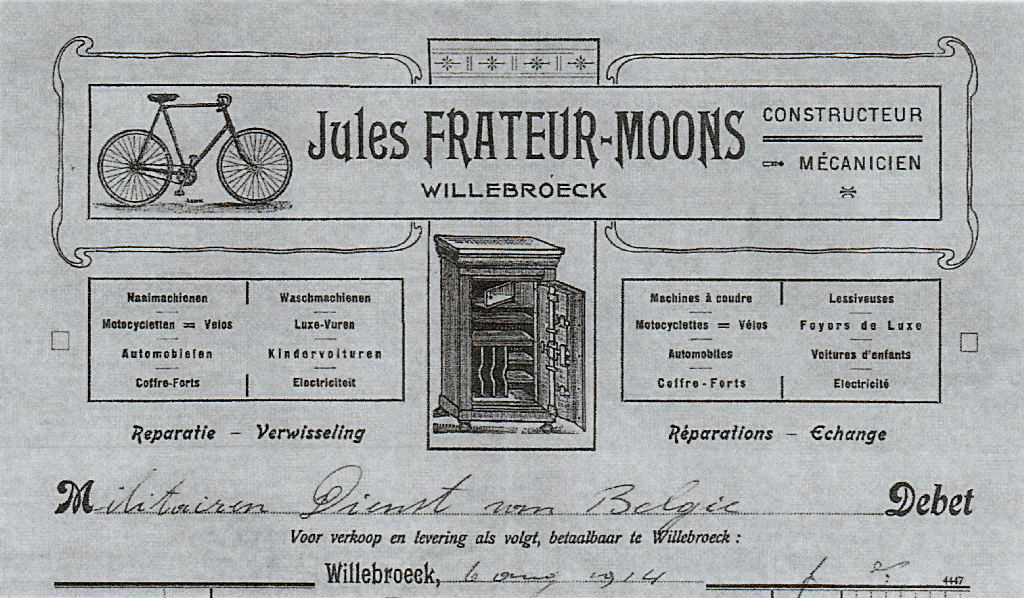 Jules FRATEUR-MOONS
WILLEBROECK
CONSTRUCTEUR
MÉCANICIEN
Naaimachienen
Waschmachienen
Motocycletten = Velos
Luxe-Vuren
Automobielen
Kindervoituren
Coffre-Forts
Electriciteit
Reparatie – Verwisseling
Machines à coudre
Lessiveuses
Motocyclettes = Vélos
Foyers de Luxe
Automobiles
Voitures d'enfants
Coffre-Forts
Electricité
Réparations – Echange
Militairen Dienst van Belgie Debet
Voor verkoop en levering als volgt, betaalbaar te Willebroeck :
Willebroeck, 6 aug 1914
4447